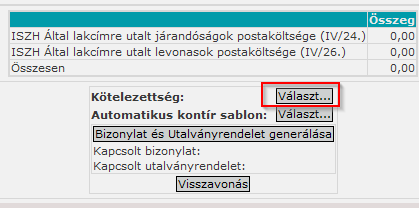 Összeg
ISZH Által lakcímre utalt járandóságok postaköltsége (IV/24.) 0,00
ISZH Által lakcímre utalt levonasok postaköltsége (IV/26.) 0,00
Összesen 0,00
Kötelezettség: Választ...
Automatikus kontír sablon: Választ...
Bizonylat és Utalványrendelet generálása
Kapcsolt bizonylat:
Kapcsolt utalványrendelet:
Visszavonás